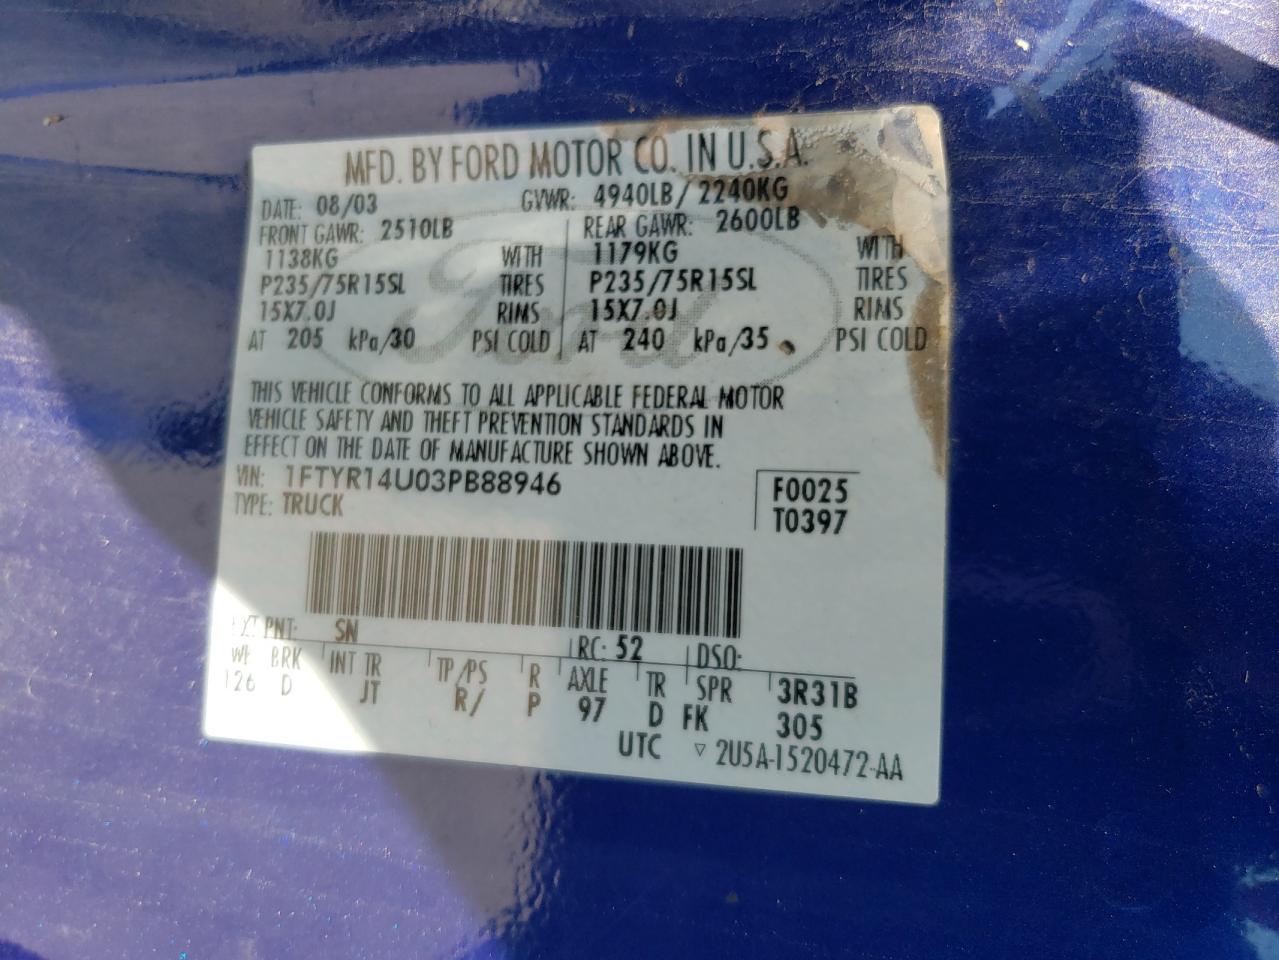 MFD. BY FORD MOTOR CO. IN U.S.A.
DATE: 08/03 GVWR: 4940LB / 2240KG
FRONT GAWR: 2510LB REAR GAWR: 2600LB
1138KG WITH 1179KG WITH
P235/75R15SL TIRES P235/75R15SL TIRES
15X7.0J RIMS 15X7.0J RIMS
AT 205 kPa/30 PSI COLD AT 240 kPa/35 PSI COLD
Ford
THIS VEHICLE CONFORMS TO ALL APPLICABLE FEDERAL MOTOR
VEHICLE SAFETY AND THEFT PREVENTION STANDARDS IN
EFFECT ON THE DATE OF MANUFACTURE SHOWN ABOVE.
VIN: 1FTYR14U03PB88946
TYPE: TRUCK
F0025
T0397
EXT PNT: SN RC: 52 DSO:
WB BRK INT TR TP/PS R AXLE TR SPR 3R31B
126 D JT R/ P 97 D FK 305
UTC ▽ 2U5A-1520472-AA